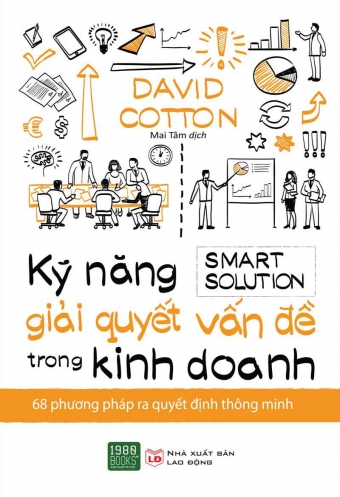 DAVID
COTTON
Mai Tâm dịch
SMART
SOLUTION
Kỹ năng
giải quyết vấn đề
trong kinh doanh
68 phương pháp ra quyết định thông minh
1980
BOOKS
LĐ
NHÀ XUẤT BẢN
LAO ĐỘNG